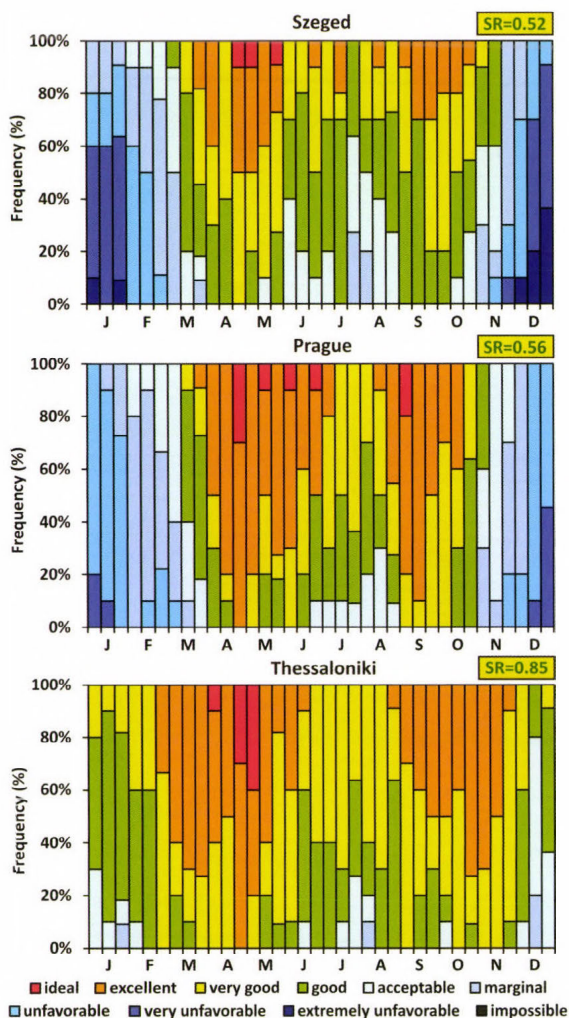 Szeged
SR=0.52
100%
80%
60%
40%
20%
0%
Frequency (%)
J F M A M J J A S O N D
Prague
SR=0.56
100%
80%
60%
40%
20%
0%
Frequency (%)
J F M A M J J A S O N D
Thessaloniki
SR=0.85
100%
80%
60%
40%
20%
0%
Frequency (%)
J F M A M J J A S O N D
ideal excellent very good good acceptable marginal
unfavorable very unfavorable extremely unfavorable impossible